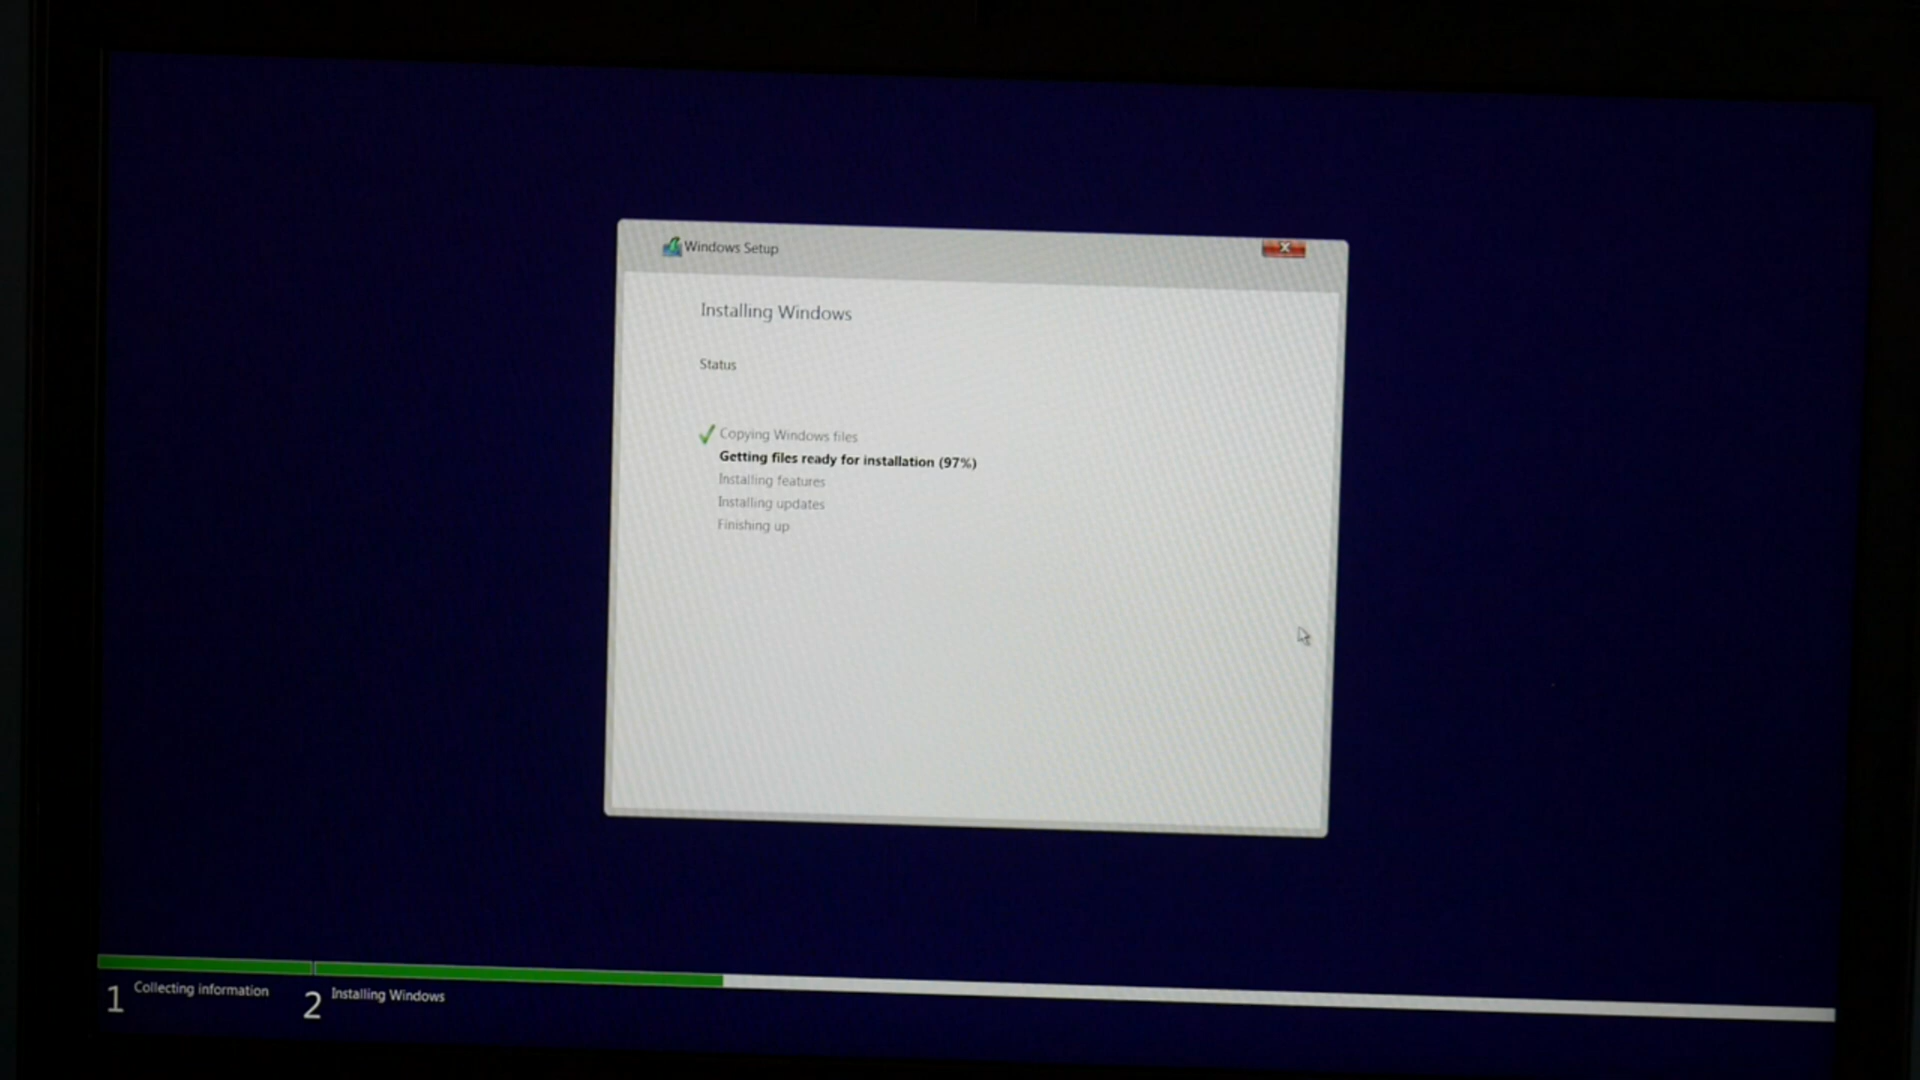 Windows Setup
Installing Windows
Status
Copying Windows files
Getting files ready for installation (97%)
Installing features
Installing updates
Finishing up
1 Collecting information
2 Installing Windows